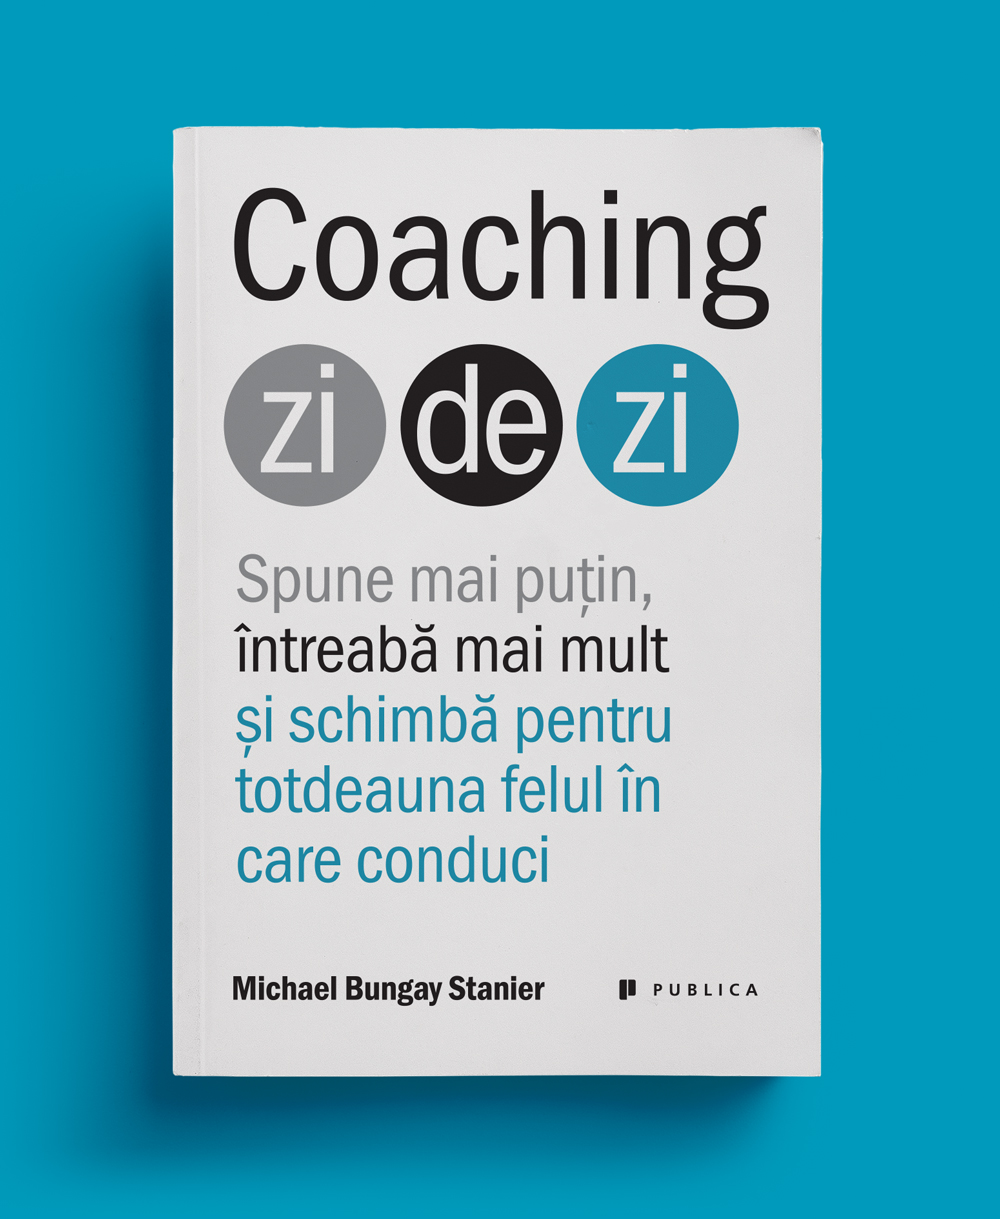 Coaching
zi de zi
Spune mai puțin,
întreabă mai mult
și schimbă pentru
totdeauna felul în
care conduci
Michael Bungay Stanier PUBLICA